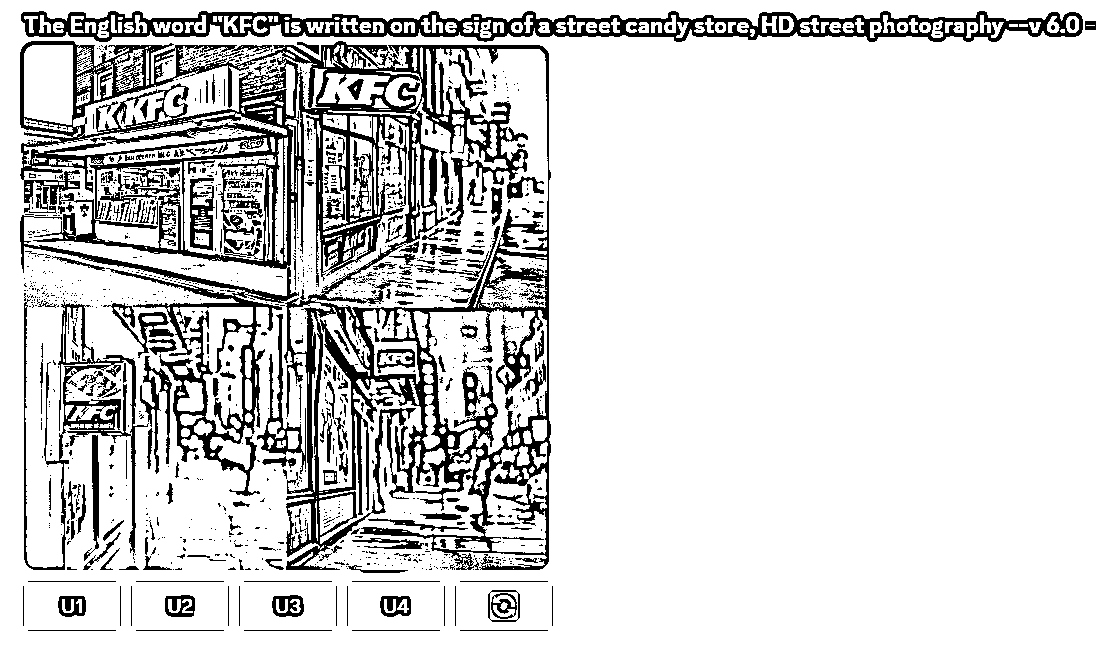 The English word "KFC" is written on the sign of a street candy store, HD street photography --v 6.0 -
K KFC
KFC
KFC
KFC
U1 U2 U3 U4